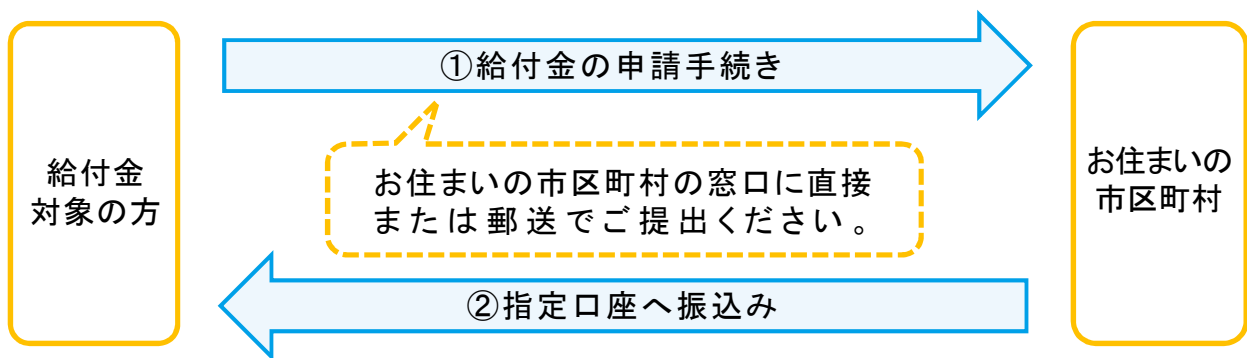 ①給付金の申請手続き
給付金
対象の方
お住まいの市区町村の窓口に直接
または郵送でご提出ください。
お住まいの
市区町村
②指定口座へ振込み